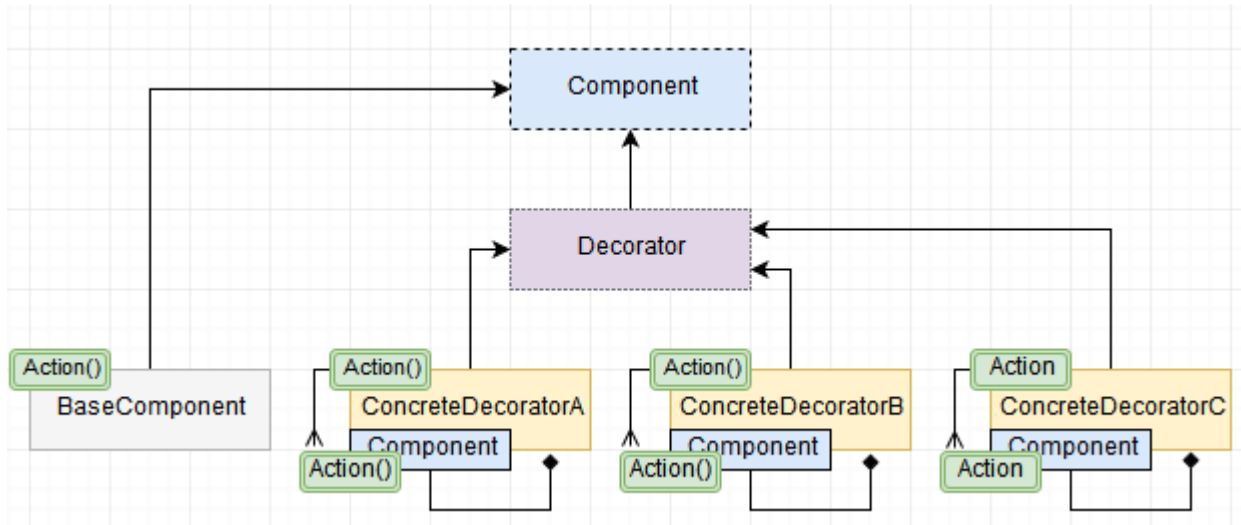 Component
Decorator
Action()
BaseComponent
Action()
ConcreteDecoratorA
Component
Action()
Action()
ConcreteDecoratorB
Component
Action()
Action
ConcreteDecoratorC
Component
Action